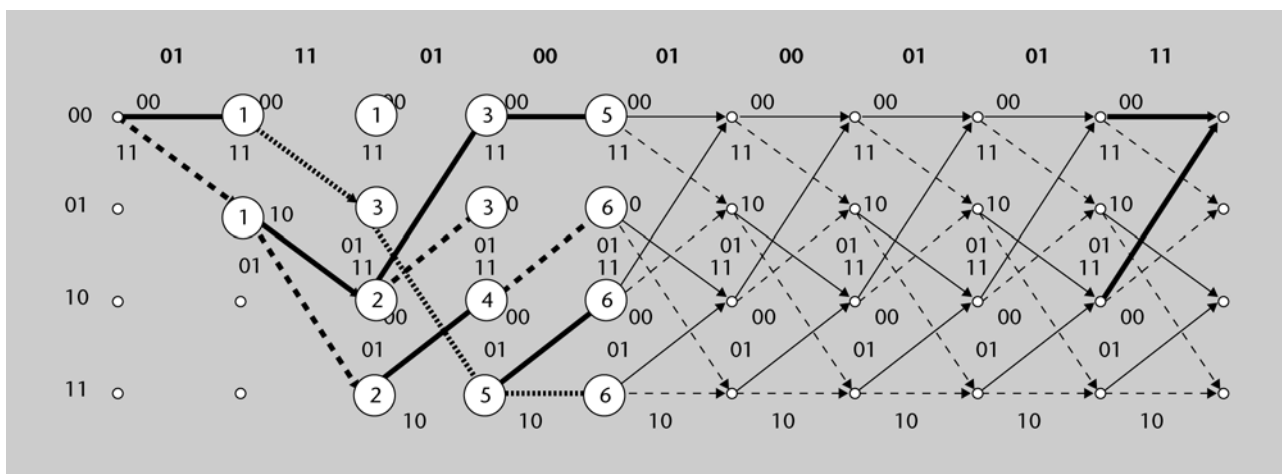 01 11 01 00 01 00 01 01 11
00 00 00 00 00 00 00 00 00
00 1 1 3 5
11 11 11 11 11 11 11 11 11
01 1 10 3 3 0 6 0 10 10 10 10
01 01 01 01 01 01 01
01 11 11 11 11 11 11 11
10 2 4 6
00 00 00 00 00 00 00
01 01 01 01 01 01 01
11 2 5 6
10 10 10 10 10 10 10